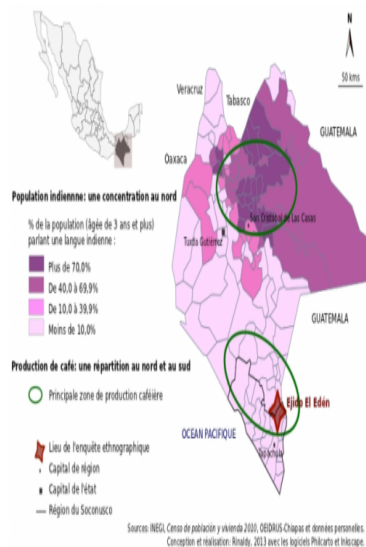 N
50 kms
Veracruz
Tabasco
GUATEMALA
Oaxaca
Population indienne: une concentration au nord
% de la population (âgée de 3 ans et plus)
parlant une langue indienne :
Plus de 70,0%
De 40,0 à 69,9%
De 10,0 à 39,9%
Moins de 10,0%
San Cristobal de Las Casas
Tuxtla Gutiérrez
GUATEMALA
Production de café: une répartition au nord et au sud
Principale zone de production caféière
Ejido El Edén
OCEAN PACIFIQUE
Tapachula
Lieu de l'enquête ethnographique
Capital de région
Capital de l'état
Région du Soconusco
Sources: INEGI, Censo de población y vivienda 2010, OEIDRUS-Chiapas et données personelles.
Conception et réalisation: Rinaldy, 2013 avec les logiciels Philcarto et Inkscape.